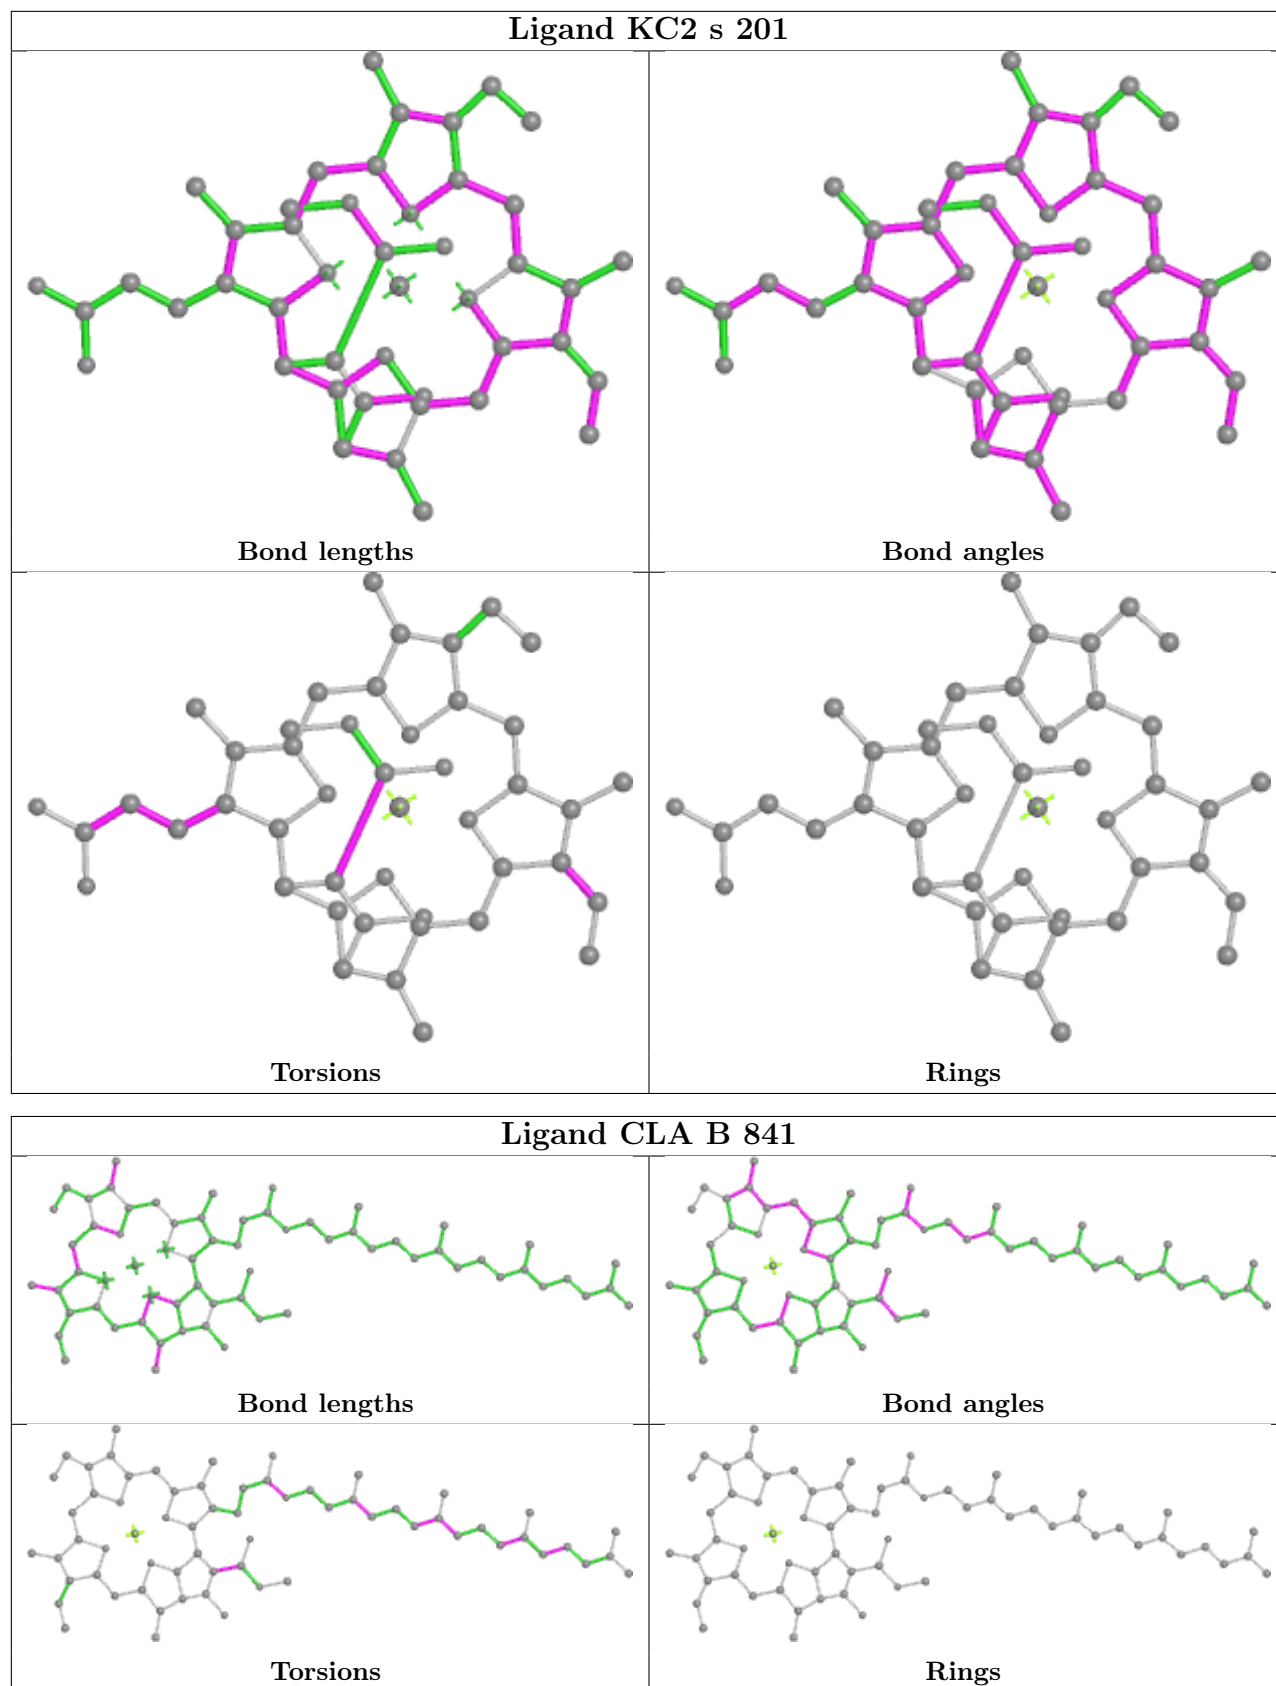 Ligand KC2 s 201
Bond lengths
Bond angles
Torsions
Rings
Ligand CLA B 841
Bond lengths
Bond angles
Torsions
Rings